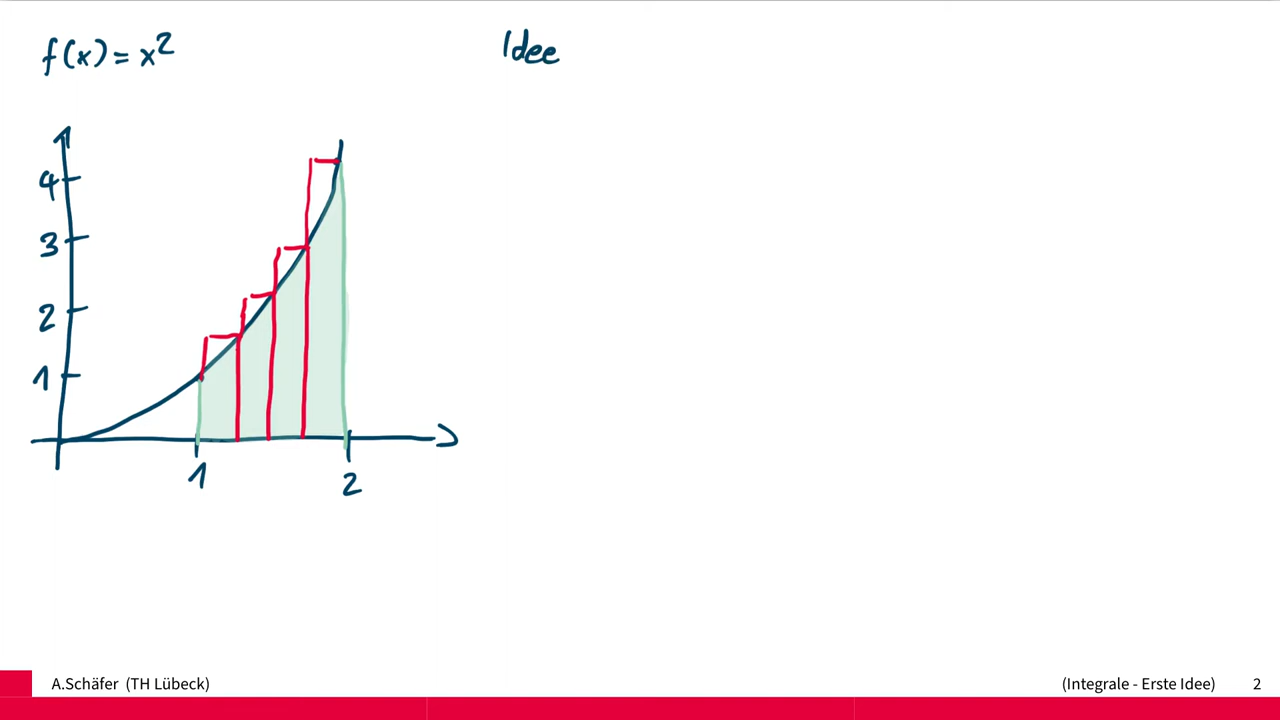 f(x) = x²
Idee
4
3
2
1
1
2
A.Schäfer (TH Lübeck)
(Integrale - Erste Idee)
2